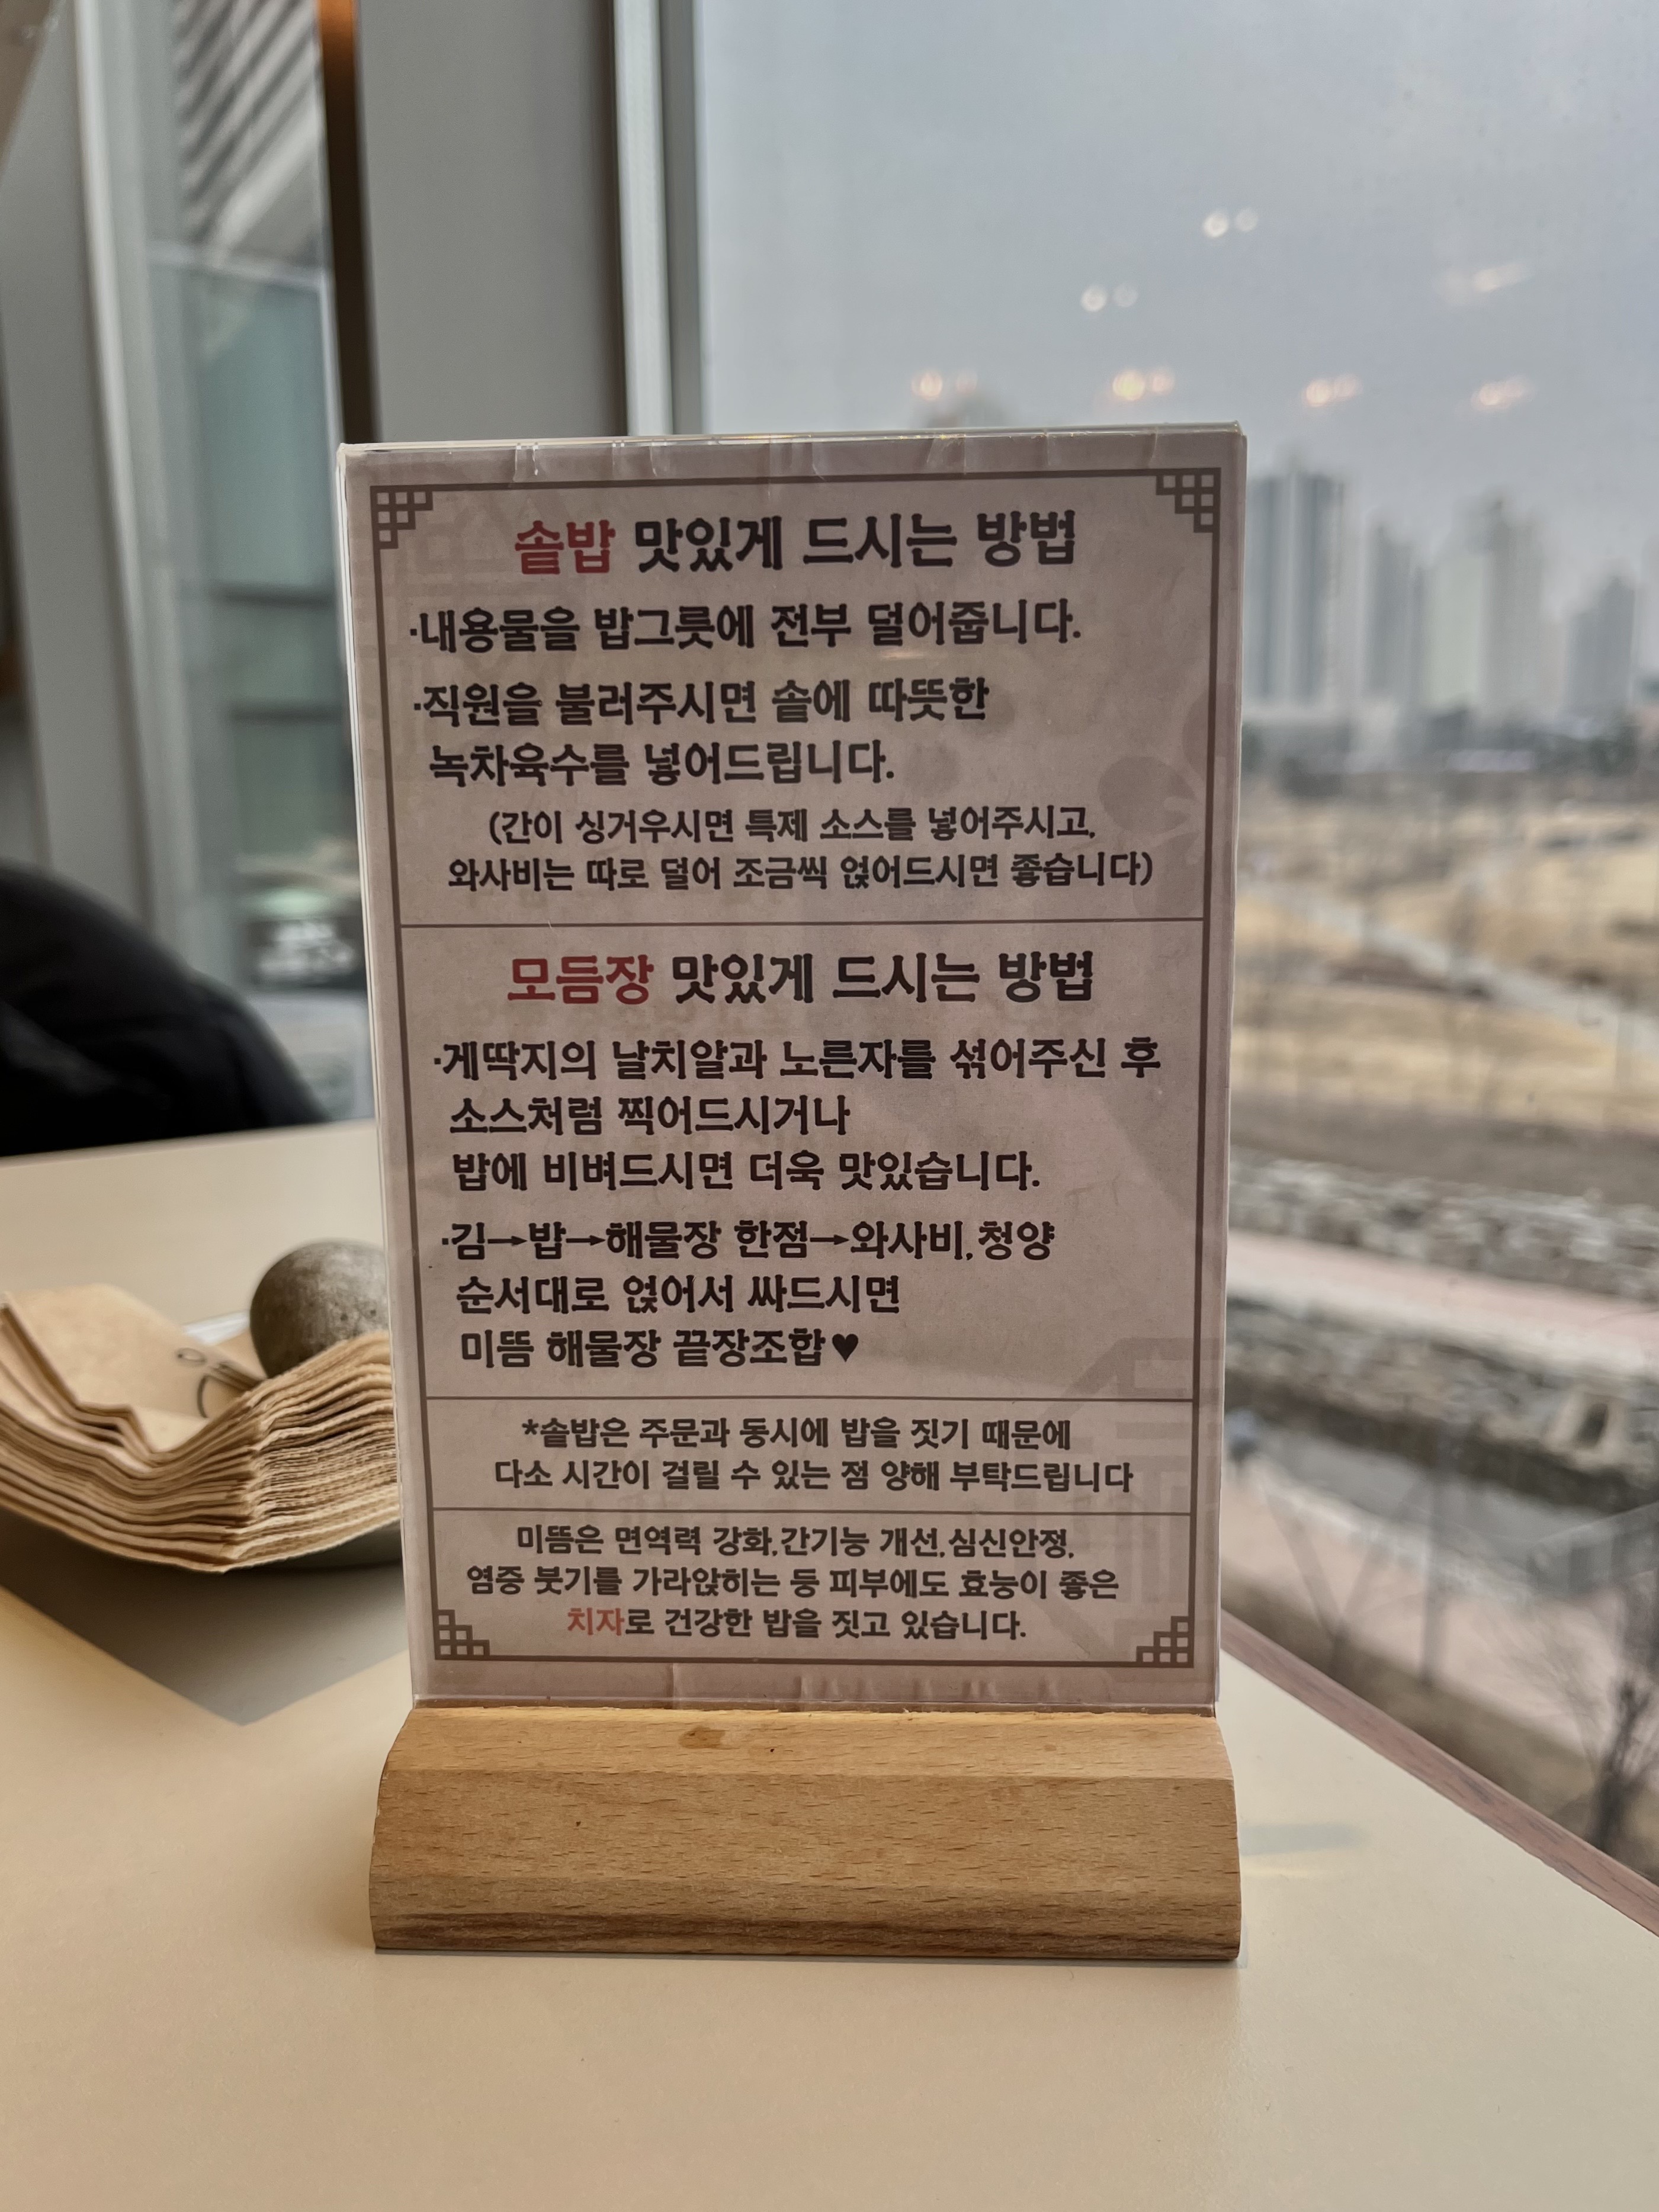 솥밥 맛있게 드시는 방법
·내용물을 밥그릇에 전부 덜어줍니다.
·직원을 불러주시면 솥에 따뜻한
녹차육수를 넣어드립니다.
(간이 싱거우시면 특제 소스를 넣어주시고,
와사비는 따로 덜어 조금씩 얹어드시면 좋습니다)
모듬장 맛있게 드시는 방법
·게딱지의 날치알과 노른자를 섞어주신 후
소스처럼 찍어드시거나
밥에 비벼드시면 더욱 맛있습니다.
·김→밥→해물장 한점→와사비,청양
순서대로 얹어서 싸드시면
미뜸 해물장 끝장조합♥
*솥밥은 주문과 동시에 밥을 짓기 때문에
다소 시간이 걸릴 수 있는 점 양해 부탁드립니다
미뜸은 면역력 강화,간기능 개선,심신안정,
염증 붓기를 가라앉히는 등 피부에도 효능이 좋은
치자로 건강한 밥을 짓고 있습니다.